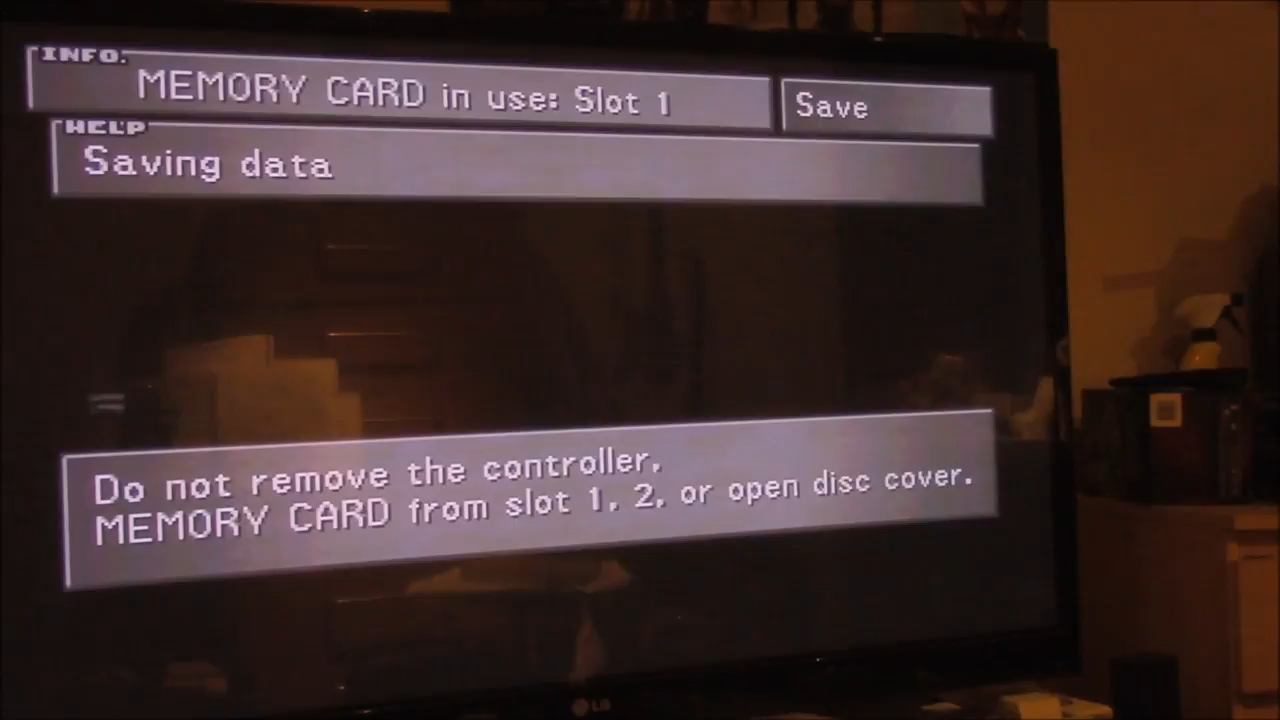 INFO.
MEMORY CARD in use: Slot 1
Save
HELP
Saving data
Do not remove the controller,
MEMORY CARD from slot 1, 2, or open disc cover.
LG